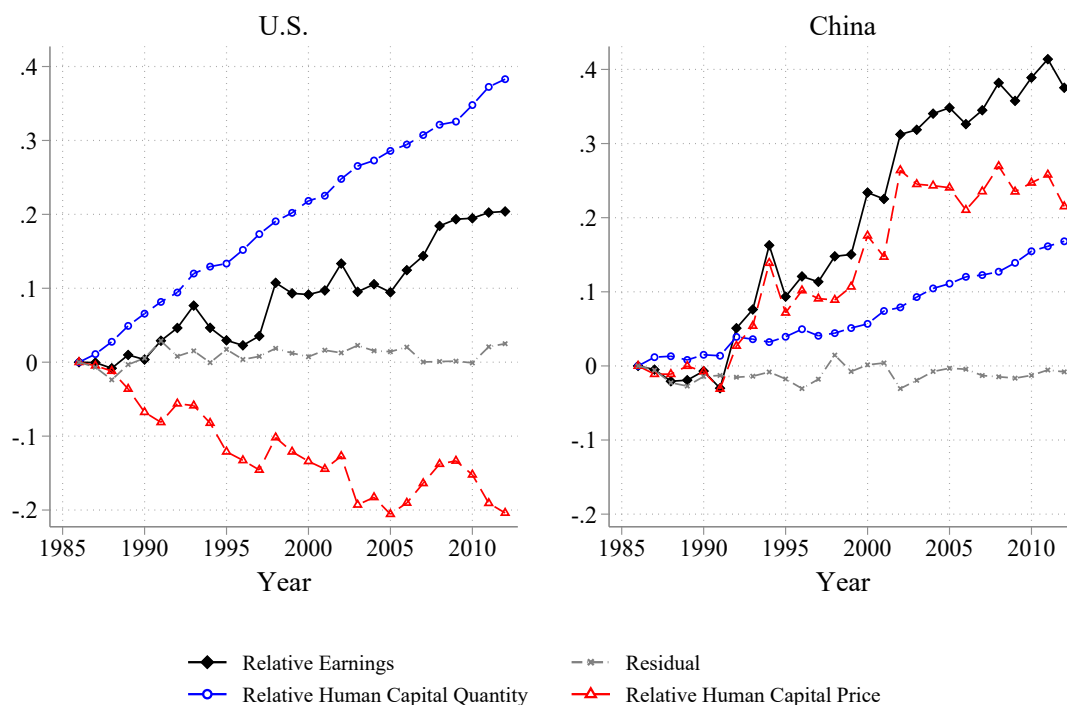 U.S.
China
.4
.3
.2
.1
0
-.1
-.2
1985 1990 1995 2000 2005 2010
Year
.4
.3
.2
.1
0
-.1
-.2
1985 1990 1995 2000 2005 2010
Year
Relative Earnings
Residual
Relative Human Capital Quantity
Relative Human Capital Price